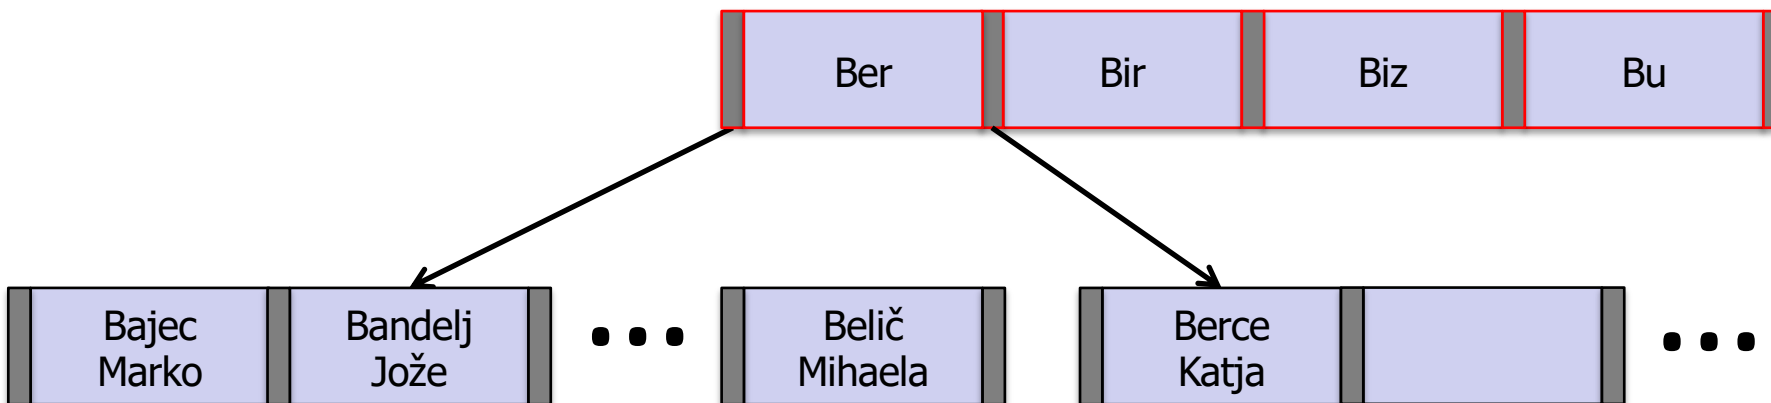 Ber Bir Biz Bu
Bajec Bandelj ... Belič Berce ...
Marko Jože Mihaela Katja